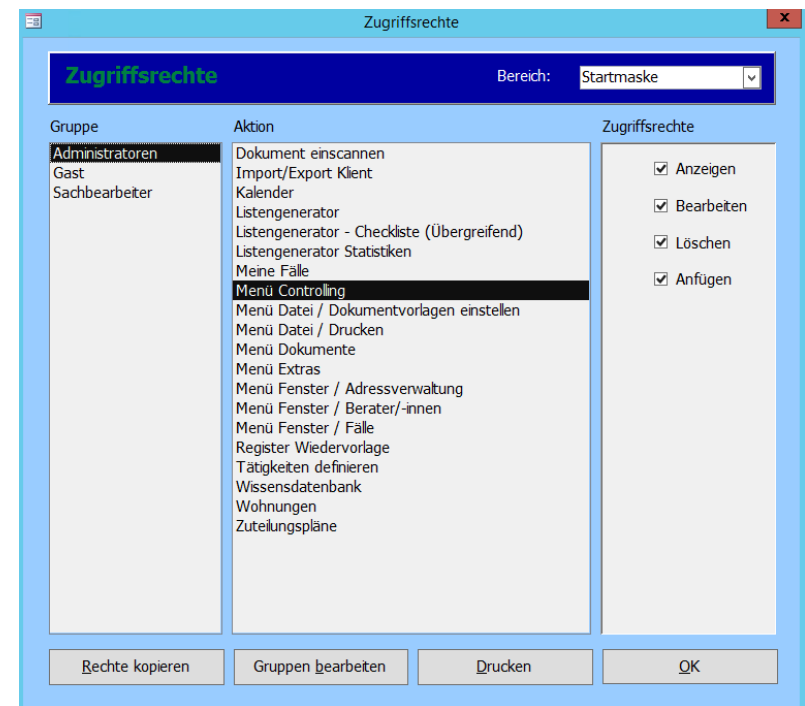 Zugriffsrechte
x
Zugriffsrechte
Bereich:
Startmaske
Gruppe
Administratoren
Gast
Sachbearbeiter
Aktion
Dokument einscannen
Import/Export Klient
Kalender
Listengenerator
Listengenerator - Checkliste (Übergreifend)
Listengenerator Statistiken
Meine Fälle
Menü Controlling
Menü Datei / Dokumentvorlagen einstellen
Menü Datei / Drucken
Menü Dokumente
Menü Extras
Menü Fenster / Adressverwaltung
Menü Fenster / Berater/-innen
Menü Fenster / Fälle
Register Wiedervorlage
Tätigkeiten definieren
Wissensdatenbank
Wohnungen
Zuteilungspläne
Zugriffsrechte
Anzeigen
Bearbeiten
Löschen
Anfügen
Rechte kopieren
Gruppen bearbeiten
Drucken
OK